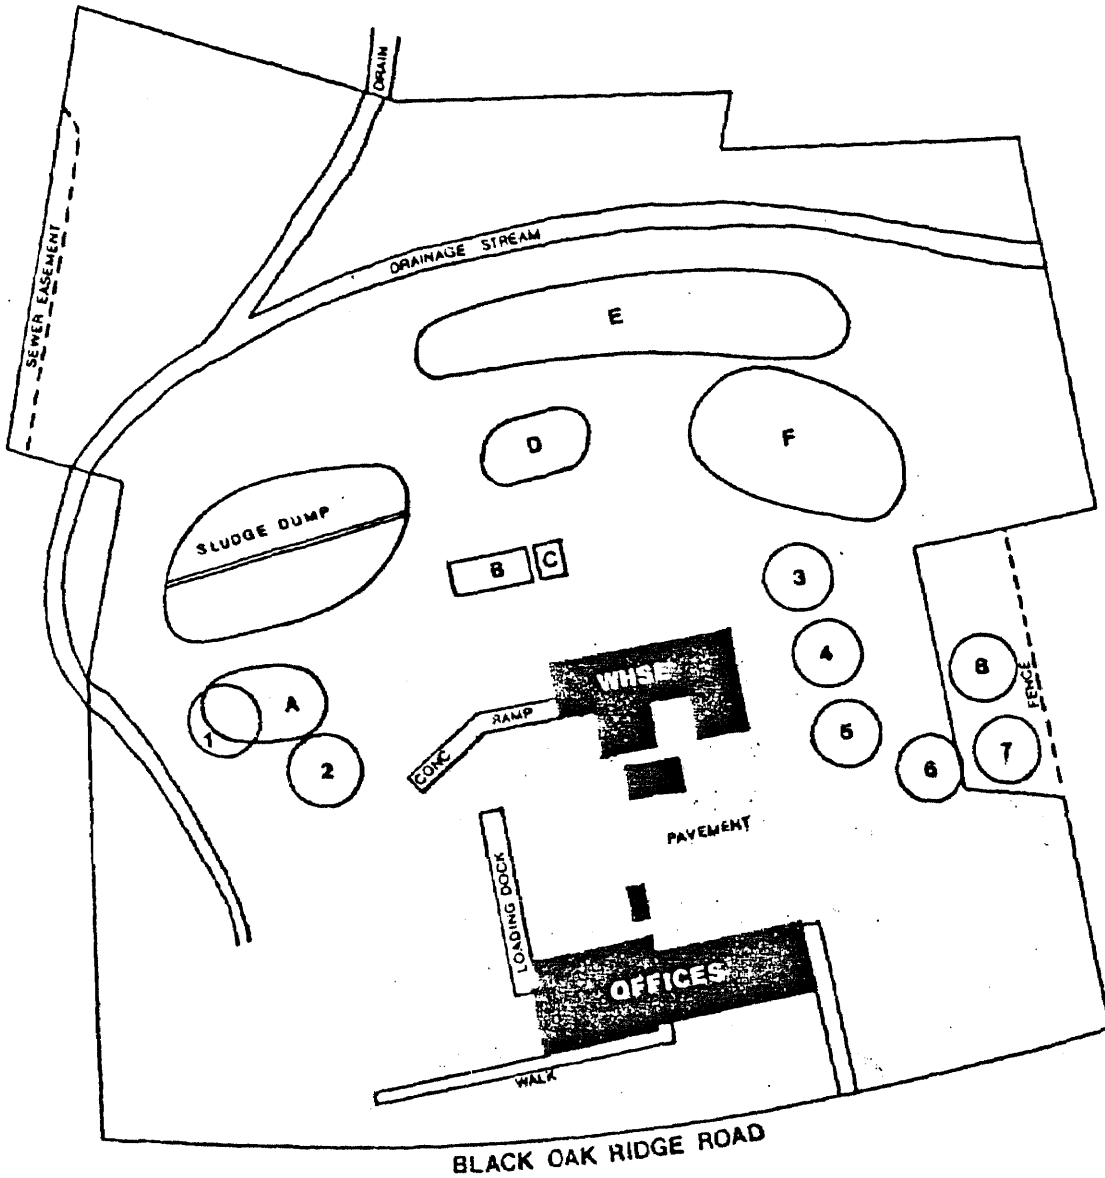 DRAIN
SEWER EASEMENT
DRAINAGE STREAM
E
D
F
SLUDGE DUMP
B
C
3
4
8
FENCE
WHSE
A
1
2
CONC
RAMP
5
6
7
PAVEMENT
LOADING DOCK
OFFICES
WALK
BLACK OAK RIDGE ROAD